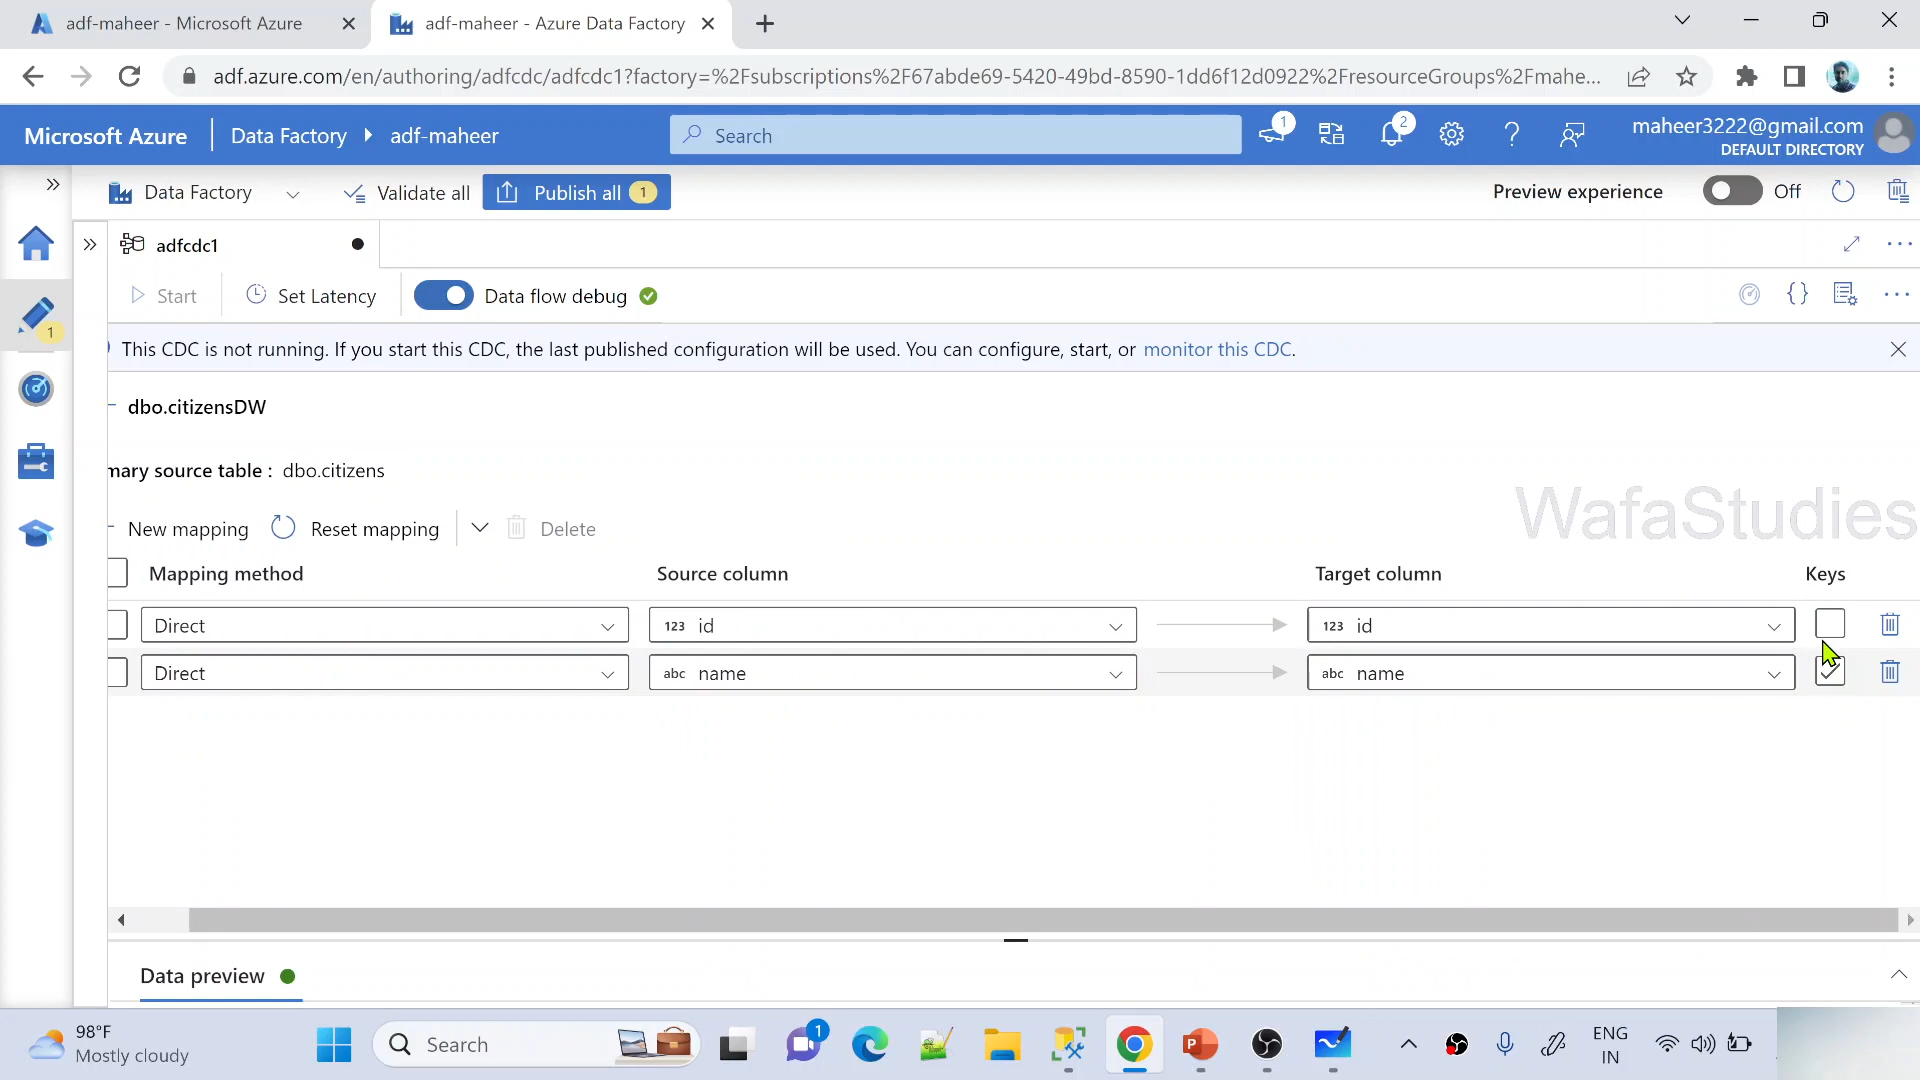 adf-maheer - Microsoft Azure
adf-maheer - Azure Data Factory
adf.azure.com/en/authoring/adfcdc/adfcdc1?factory=%2Fsubscriptions%2F67abde69-5420-49bd-8590-1dd6f12d0922%2FresourceGroups%2Fmahe...
Microsoft Azure
Data Factory
adf-maheer
Search
1
2
maheer3222@gmail.com
DEFAULT DIRECTORY
Data Factory
Validate all
Publish all 1
Preview experience
Off
adfcdc1
1
Start
Set Latency
Data flow debug
{}
This CDC is not running. If you start this CDC, the last published configuration will be used. You can configure, start, or monitor this CDC.
dbo.citizensDW
mary source table : dbo.citizens
WafaStudies
New mapping
Reset mapping
Delete
Mapping method
Source column
Target column
Keys
Direct
123 id
123 id
Direct
abc name
abc name
Data preview
98°F
Mostly cloudy
Search
1
ENG
IN